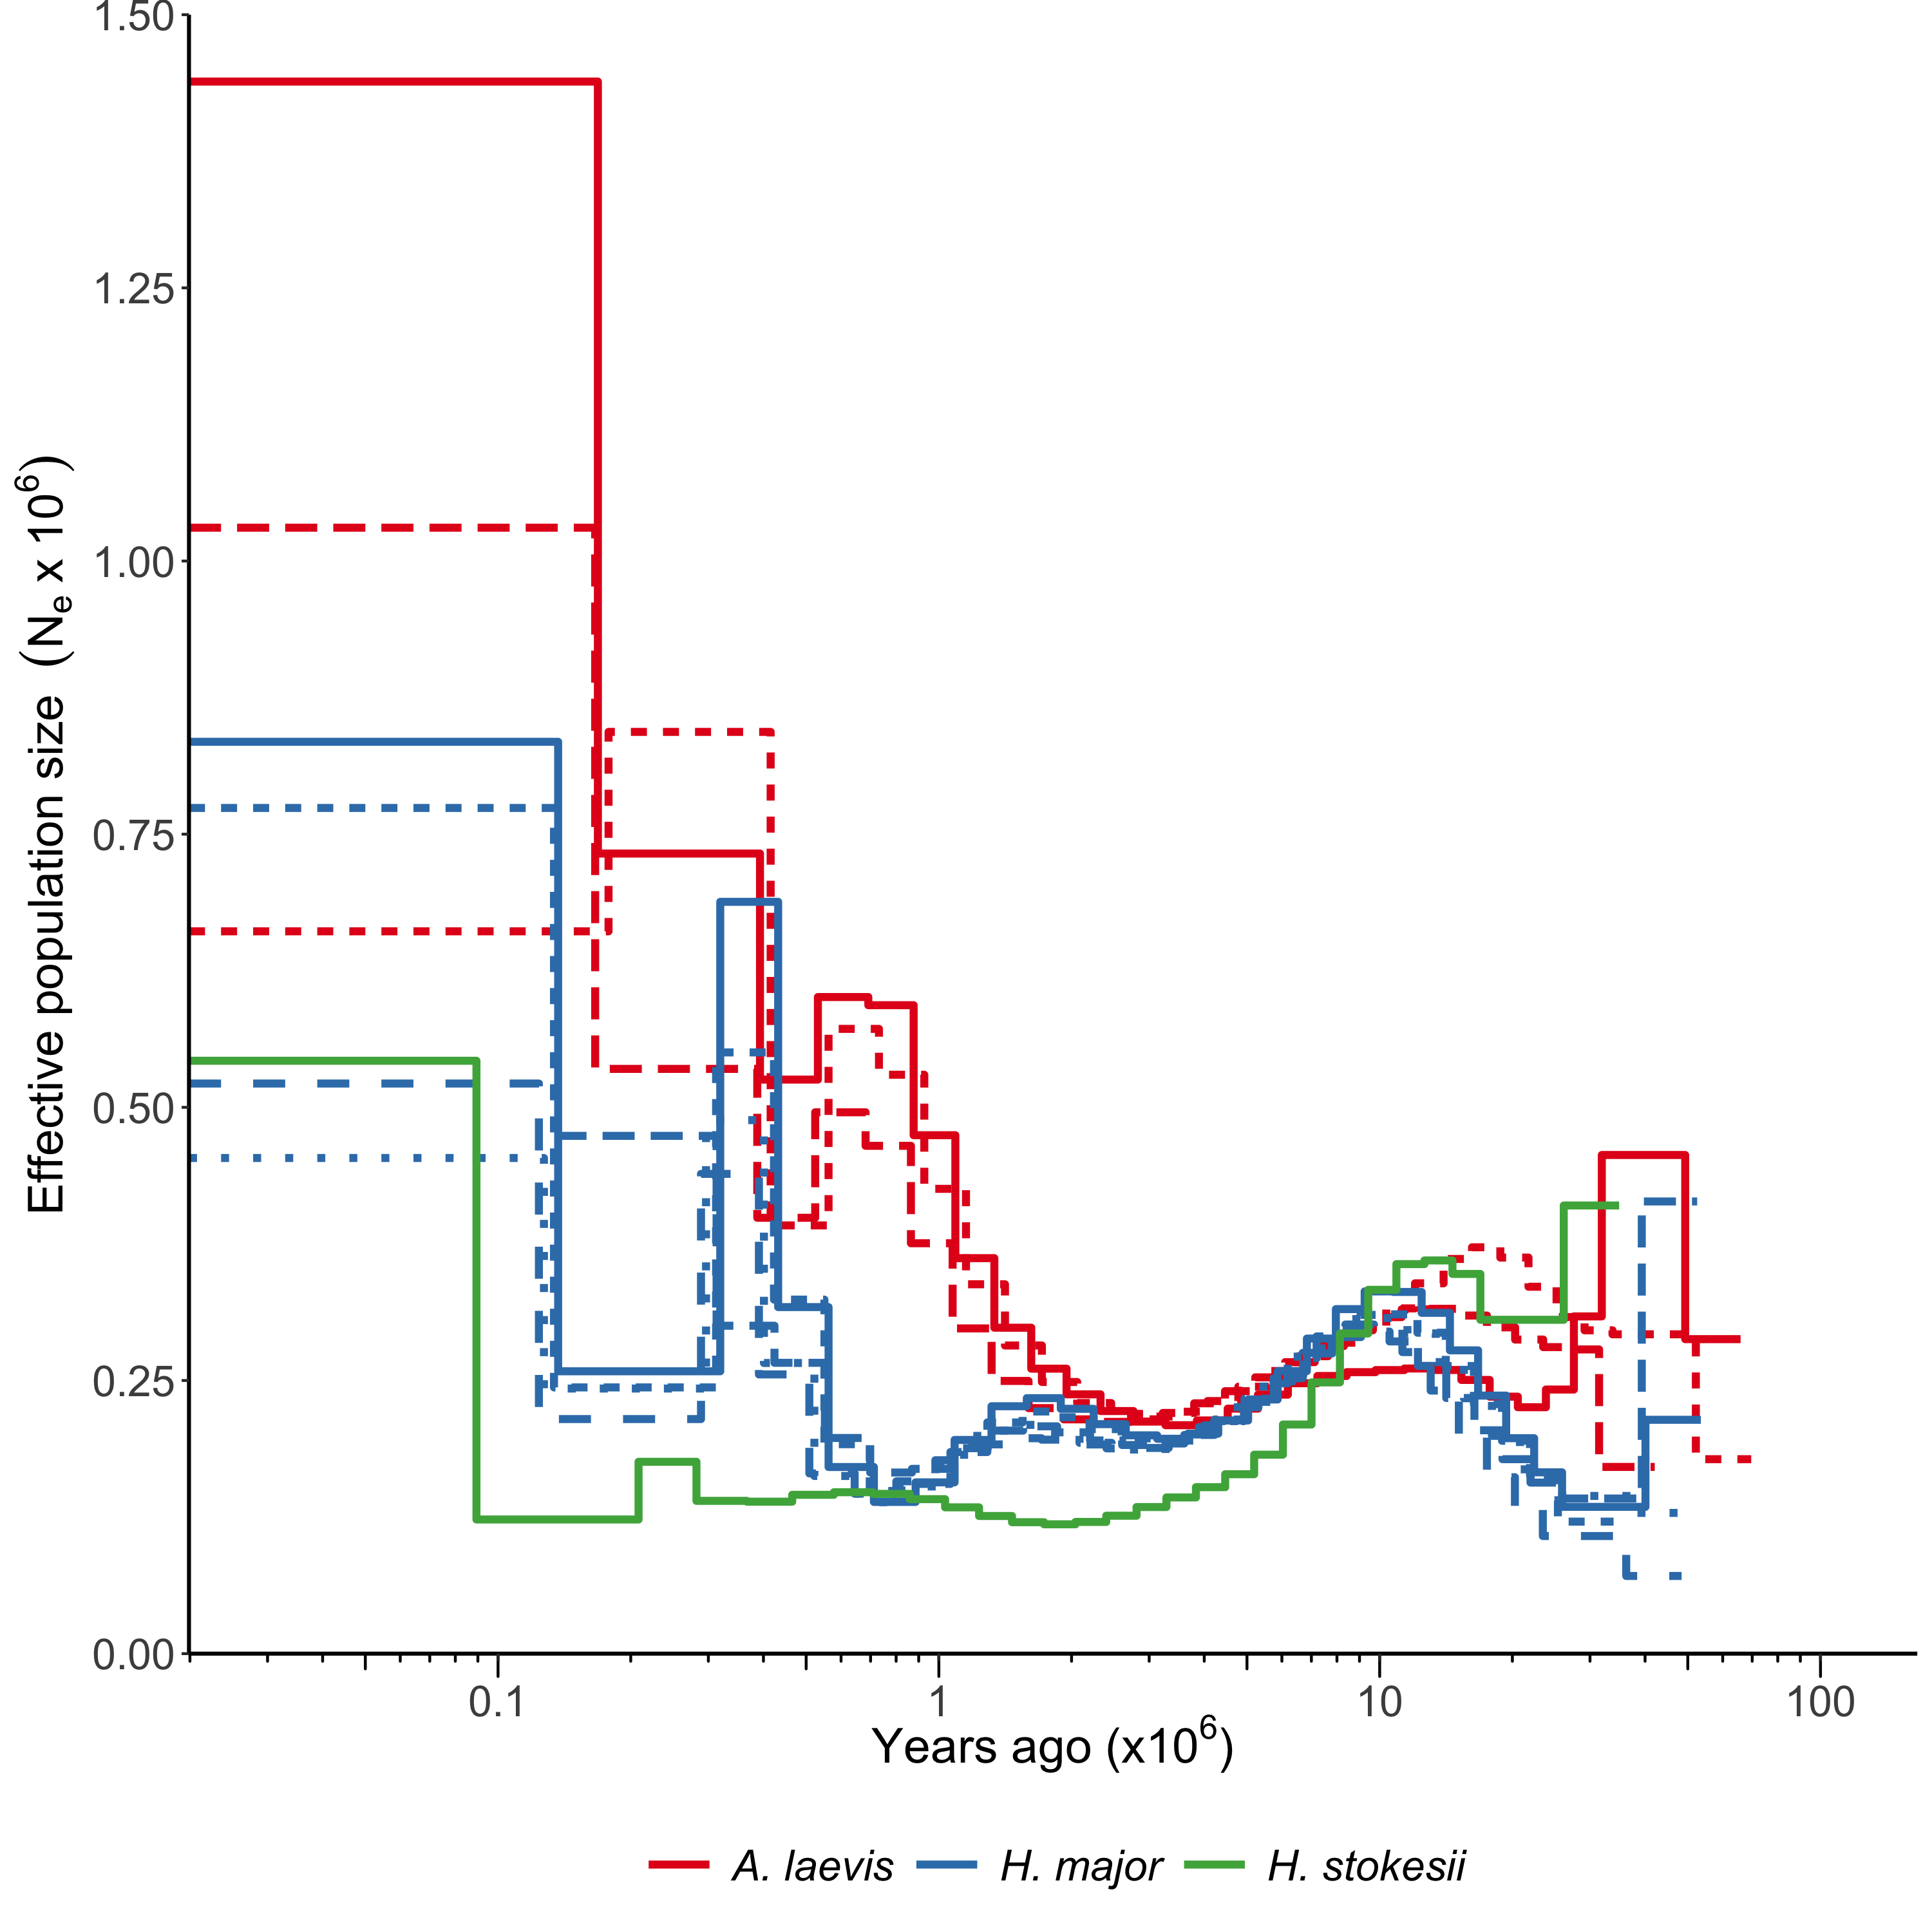 1.50
1.25
1.00
0.75
0.50
0.25
0.00
Effective population size (Ne x 10^6)
0.1 1 10 100
Years ago (x10^6)
A. laevis H. major H. stokesii